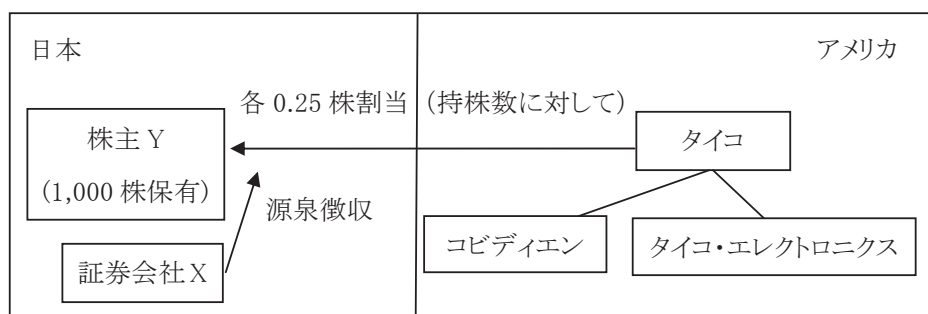 日本
アメリカ
各 0.25 株割当（持株数に対して）
株主 Y
(1,000 株保有)
タイコ
源泉徴収
コビディエン
タイコ・エレクトロニクス
証券会社 X